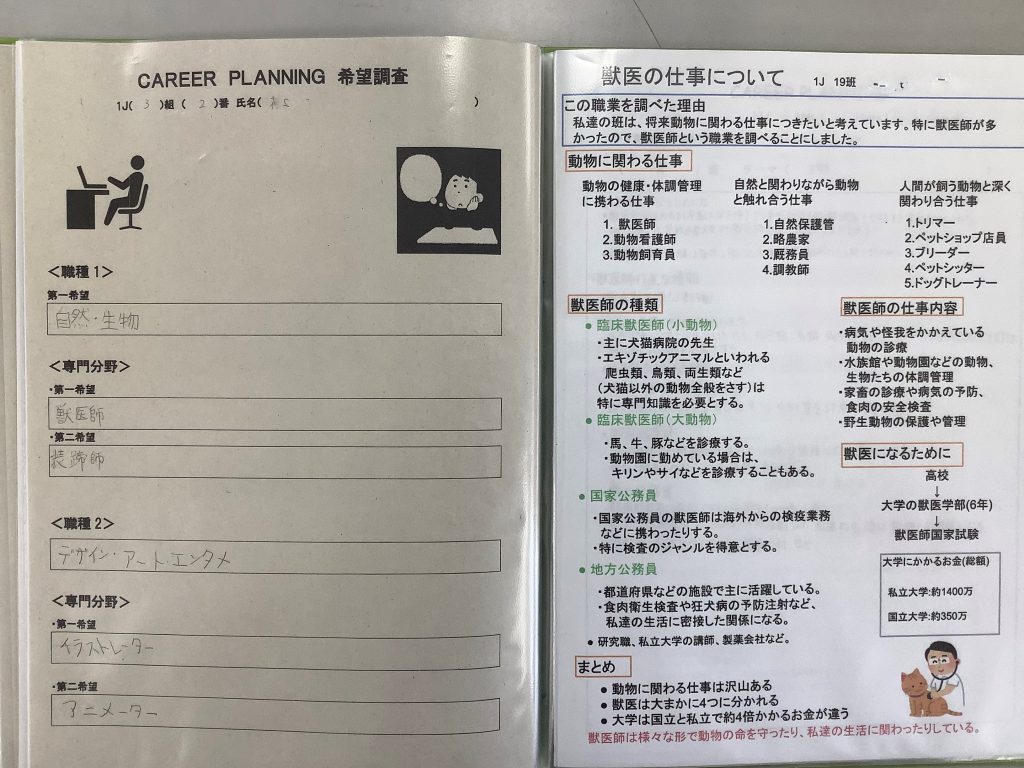 CAREER PLANNING 希望調査
1J( 3 )組 ( 2 )番 氏名( )
＜職種1＞
第一希望
自然・生物
＜専門分野＞
・第一希望
獣医師
・第二希望
装蹄師
＜職種2＞
デザイン・アート・エンタメ
＜専門分野＞
・第一希望
イラストレーター
・第二希望
アニメーター
獣医の仕事について 1J 19班
この職業を調べた理由
私達の班は、将来動物に関わる仕事につきたいと考えています。特に獣医師が多
かったので、獣医師という職業を調べることにしました。
動物に関わる仕事
動物の健康・体調管理
に携わる仕事
1. 獣医師
2.動物看護師
3.動物飼育員
自然と関わりながら動物
と触れ合う仕事
1.自然保護管
2.酪農家
3.厩務員
4.調教師
人間が飼う動物と深く
関わり合う仕事
1.トリマー
2.ペットショップ店員
3.ブリーダー
4.ペットシッター
5.ドッグトレーナー
獣医師の種類
● 臨床獣医師(小動物)
・主に犬猫病院の先生
・エキゾチックアニマルといわれる
爬虫類、鳥類、両生類など
(犬猫以外の動物全般をさす)は
特に専門知識を必要とする。
● 臨床獣医師(大動物)
・馬、牛、豚などを診療する。
・動物園に勤めている場合は、
キリンやサイなどを診療することもある。
● 国家公務員
・国家公務員の獣医師は海外からの検疫業務
などに携わったりする。
・特に検査のジャンルを得意とする。
● 地方公務員
・都道府県などの施設で主に活躍している。
・食肉衛生検査や狂犬病の予防注射など、
私達の生活に密接した関係になる。
● 研究職、私立大学の講師、製薬会社など。
獣医師の仕事内容
・病気や怪我をかかえている
動物の診療
・水族館や動物園などの動物、
生物たちの体調管理
・家畜の診療や病気の予防、
食肉の安全検査
・野生動物の保護や管理
獣医になるために
高校
↓
大学の獣医学部(6年)
↓
獣医師国家試験
大学にかかるお金(総額)
私立大学:約1400万
国立大学:約350万
まとめ
● 動物に関わる仕事は沢山ある
● 獣医は大まかに4つに分かれる
● 大学は国立と私立で約4倍かかるお金が違う
獣医師は様々な形で動物の命を守ったり、私達の生活に関わったりしている。